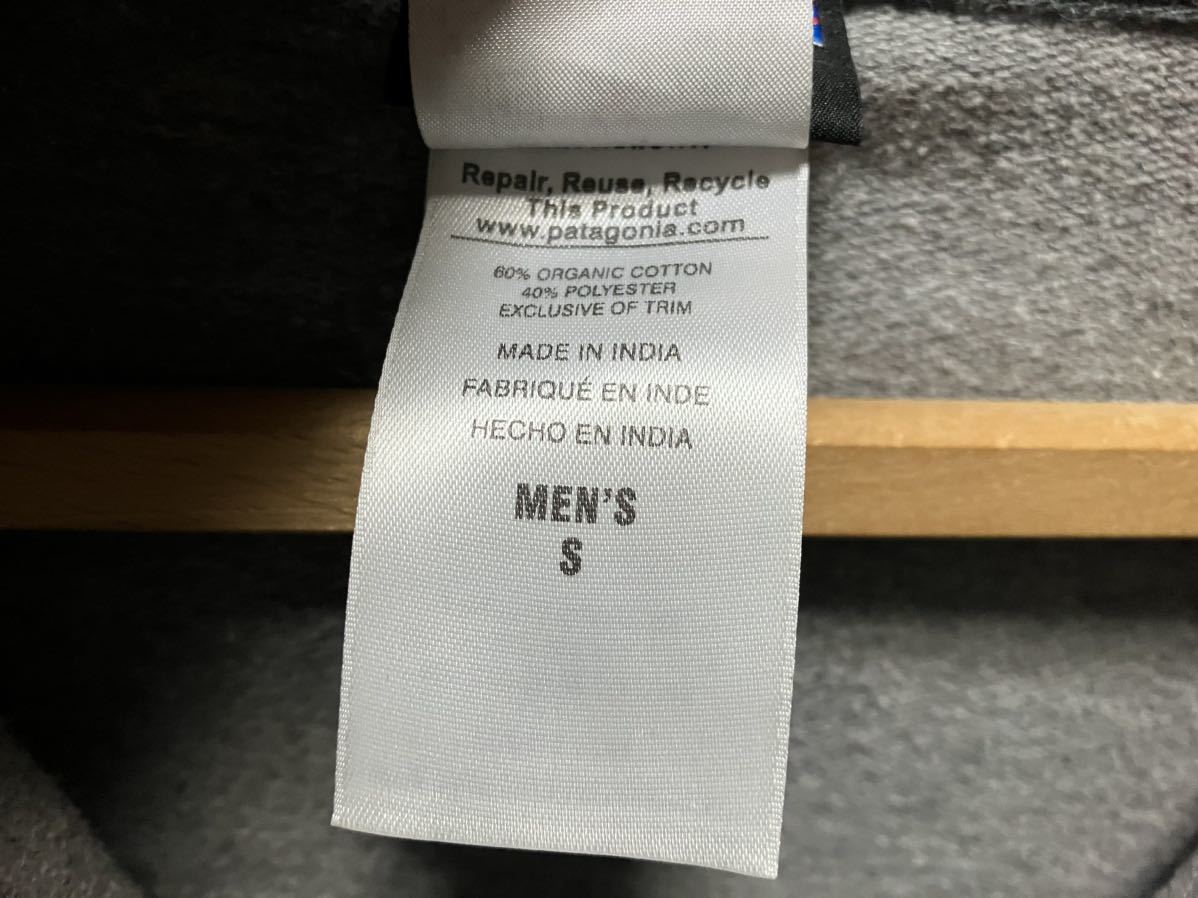 Repair, Reuse, Recycle
This Product
www.patagonia.com
60% ORGANIC COTTON
40% POLYESTER
EXCLUSIVE OF TRIM
MADE IN INDIA
FABRIQUÉ EN INDE
HECHO EN INDIA
MEN'S
S